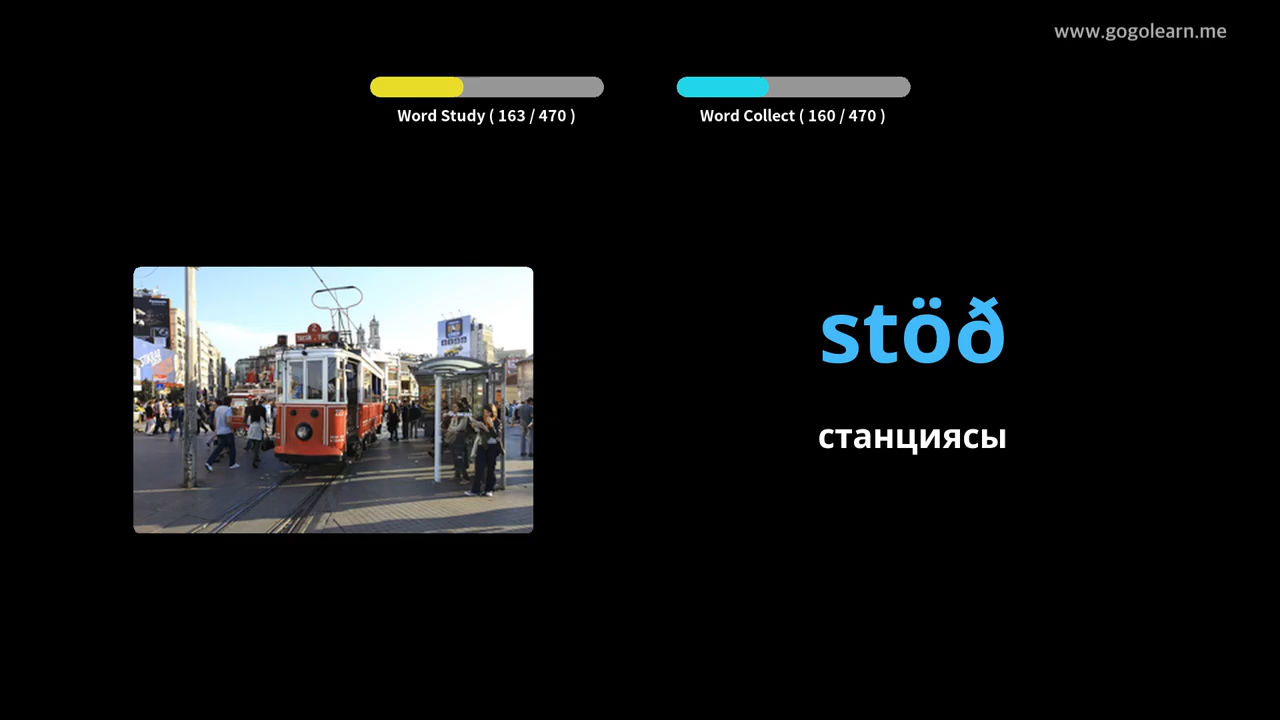 www.gogolearn.me
Word Study ( 163 / 470 )
Word Collect ( 160 / 470 )
stöð
станциясы